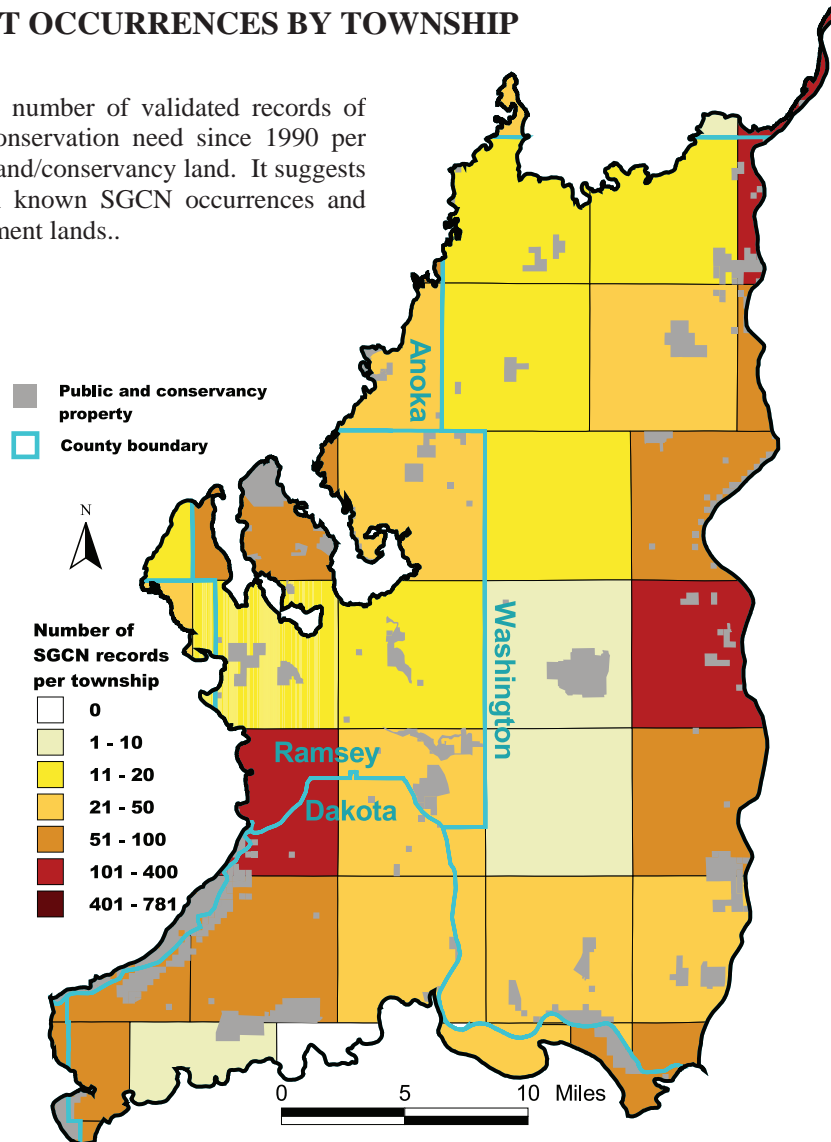 T OCCURRENCES BY TOWNSHIP
number of validated records of
onservation need since 1990 per
and/conservancy land. It suggests
known SGCN occurrences and
ment lands..
Public and conservancy
property
County boundary
N
Number of
SGCN records
per township
0
1 - 10
11 - 20
21 - 50
51 - 100
101 - 400
401 - 781
Anoka
Washington
Ramsey
Dakota
0 5 10 Miles